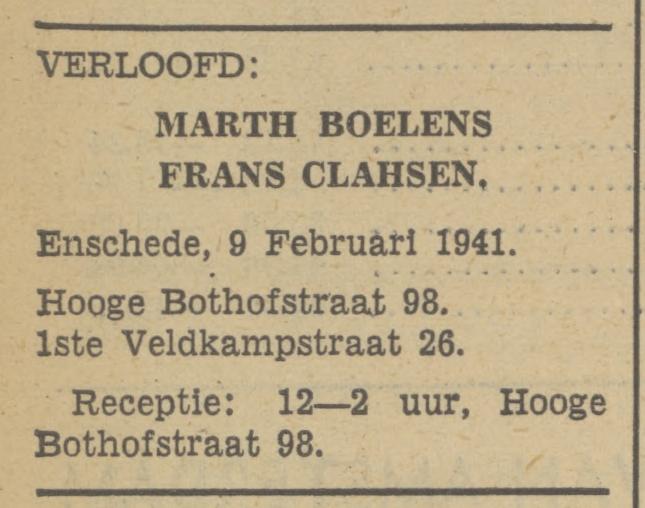 VERLOOFD:
MARTH BOELENS
FRANS CLAHSEN.
Enschede, 9 Februari 1941.
Hooge Bothofstraat 98.
1ste Veldkampstraat 26.
Receptie: 12—2 uur, Hooge
Bothofstraat 98.